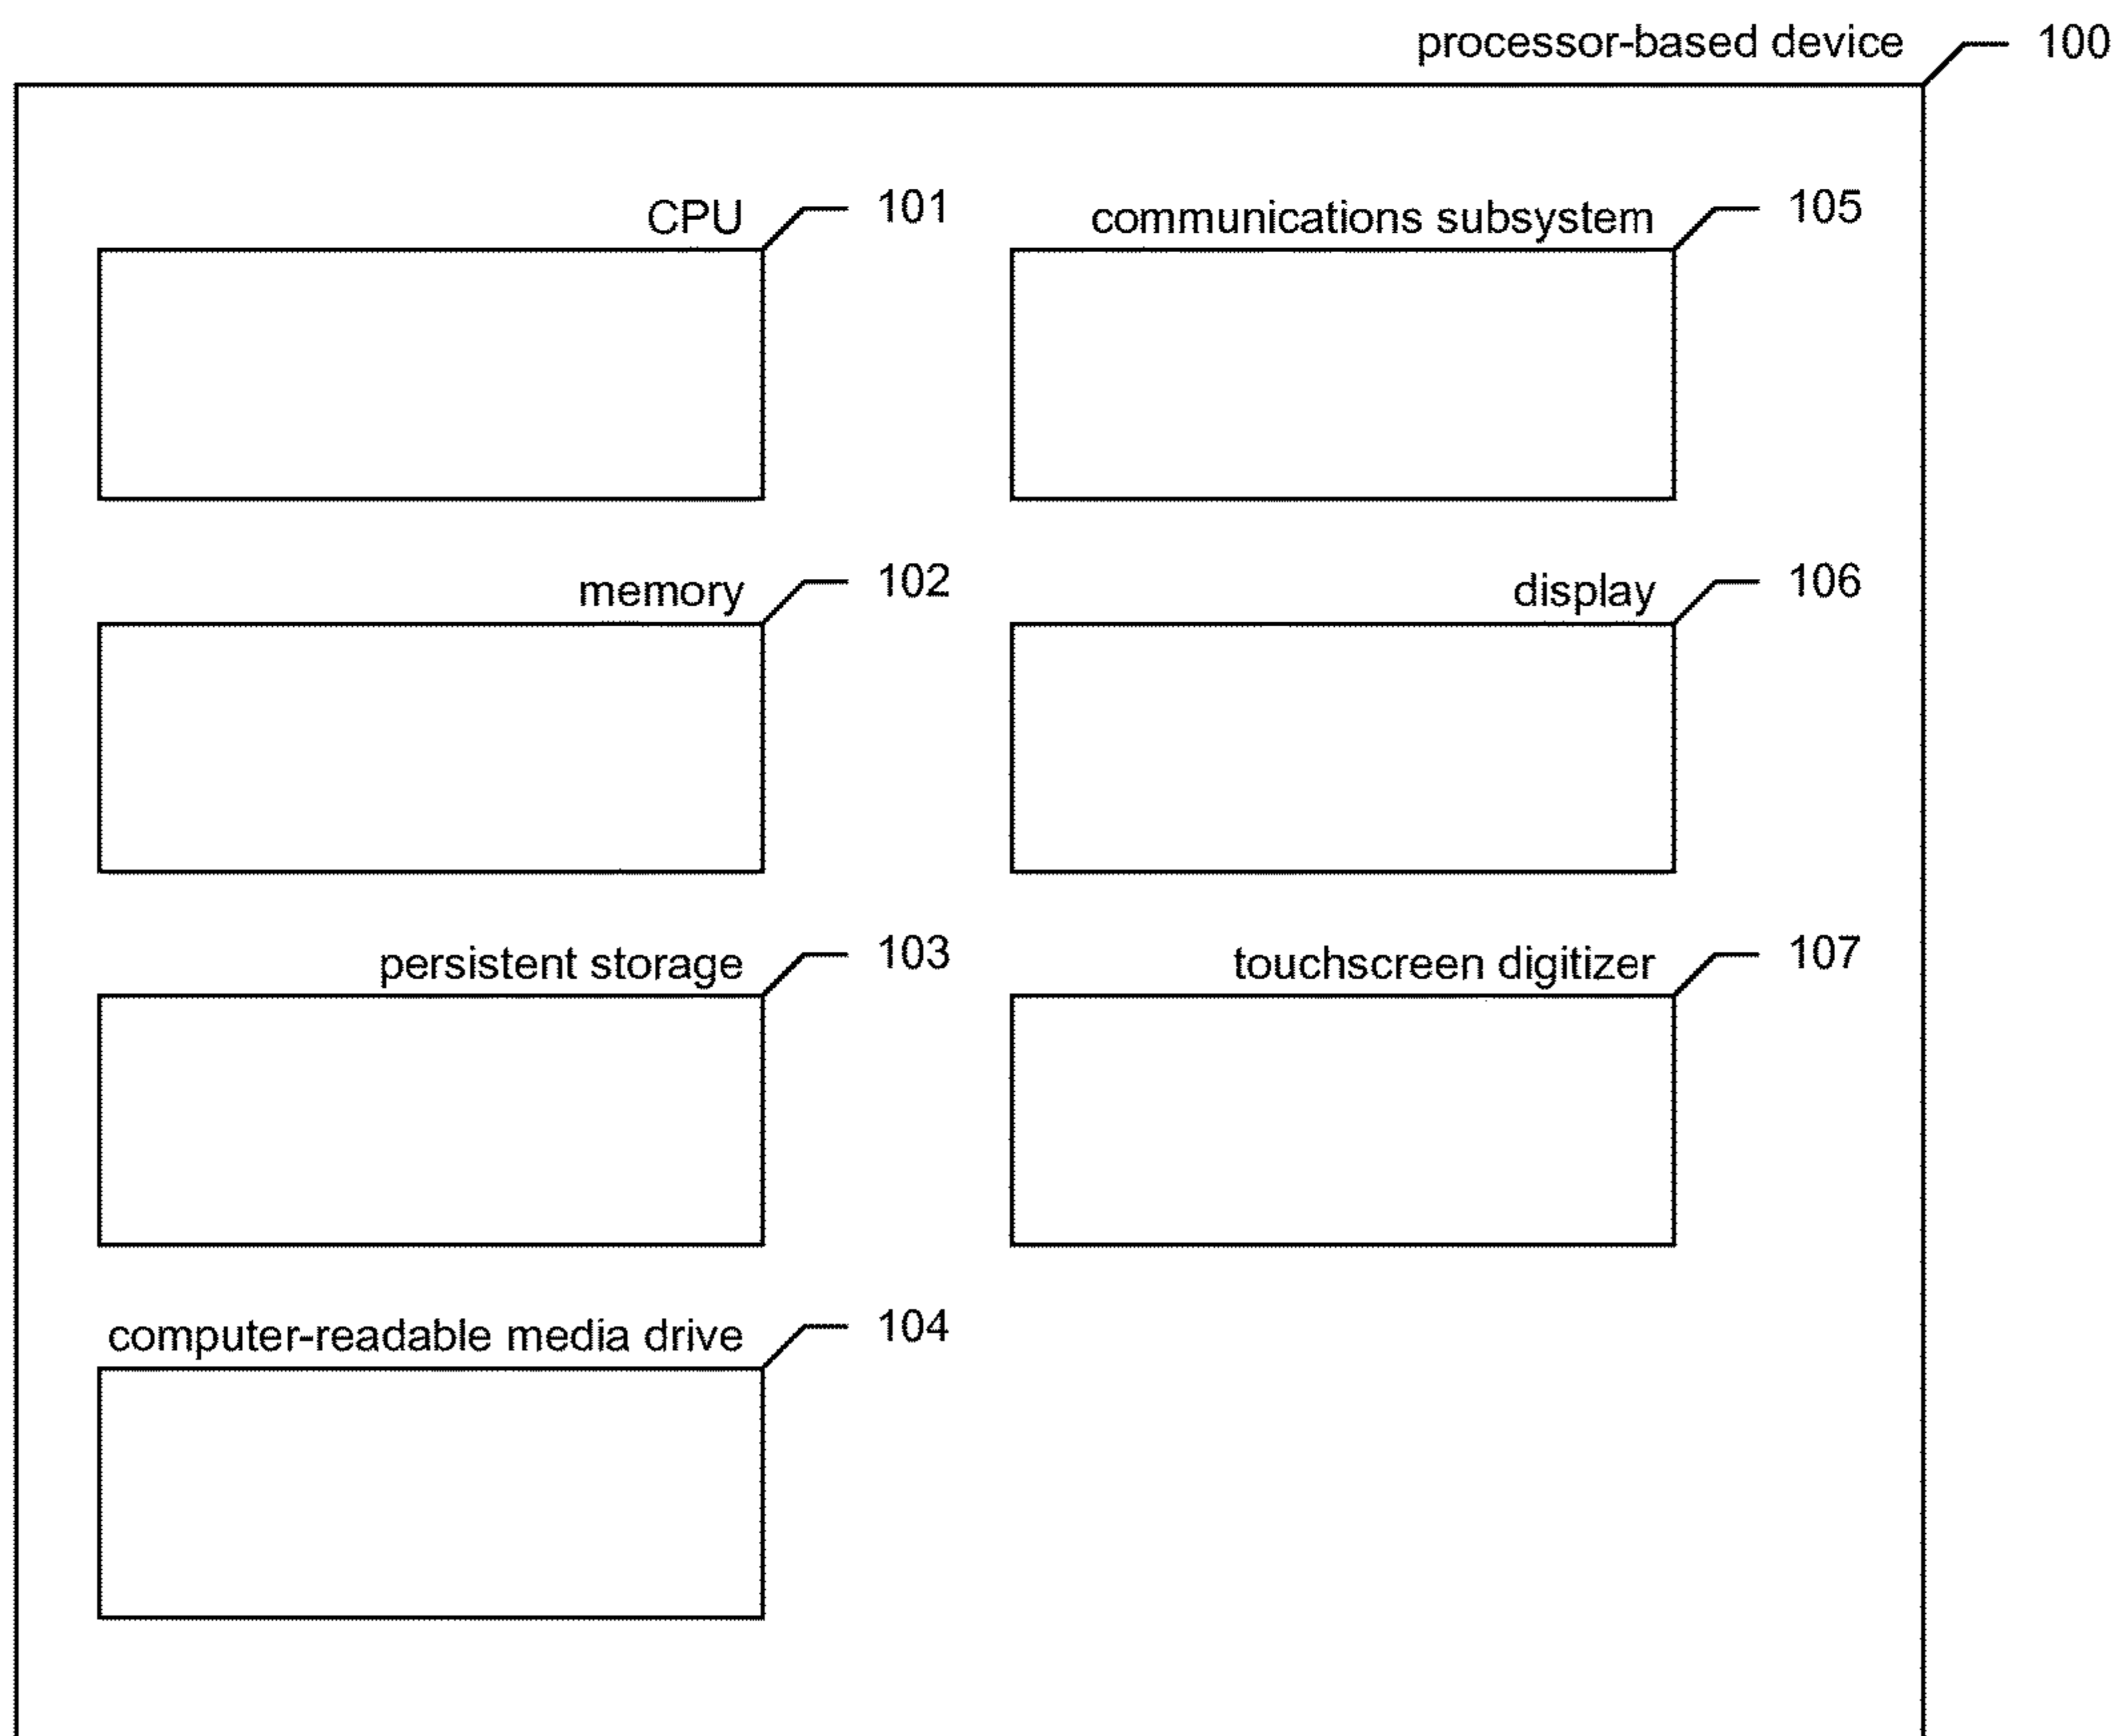 processor-based device 100
CPU 101
communications subsystem 105
memory 102
display 106
persistent storage 103
touchscreen digitizer 107
computer-readable media drive 104